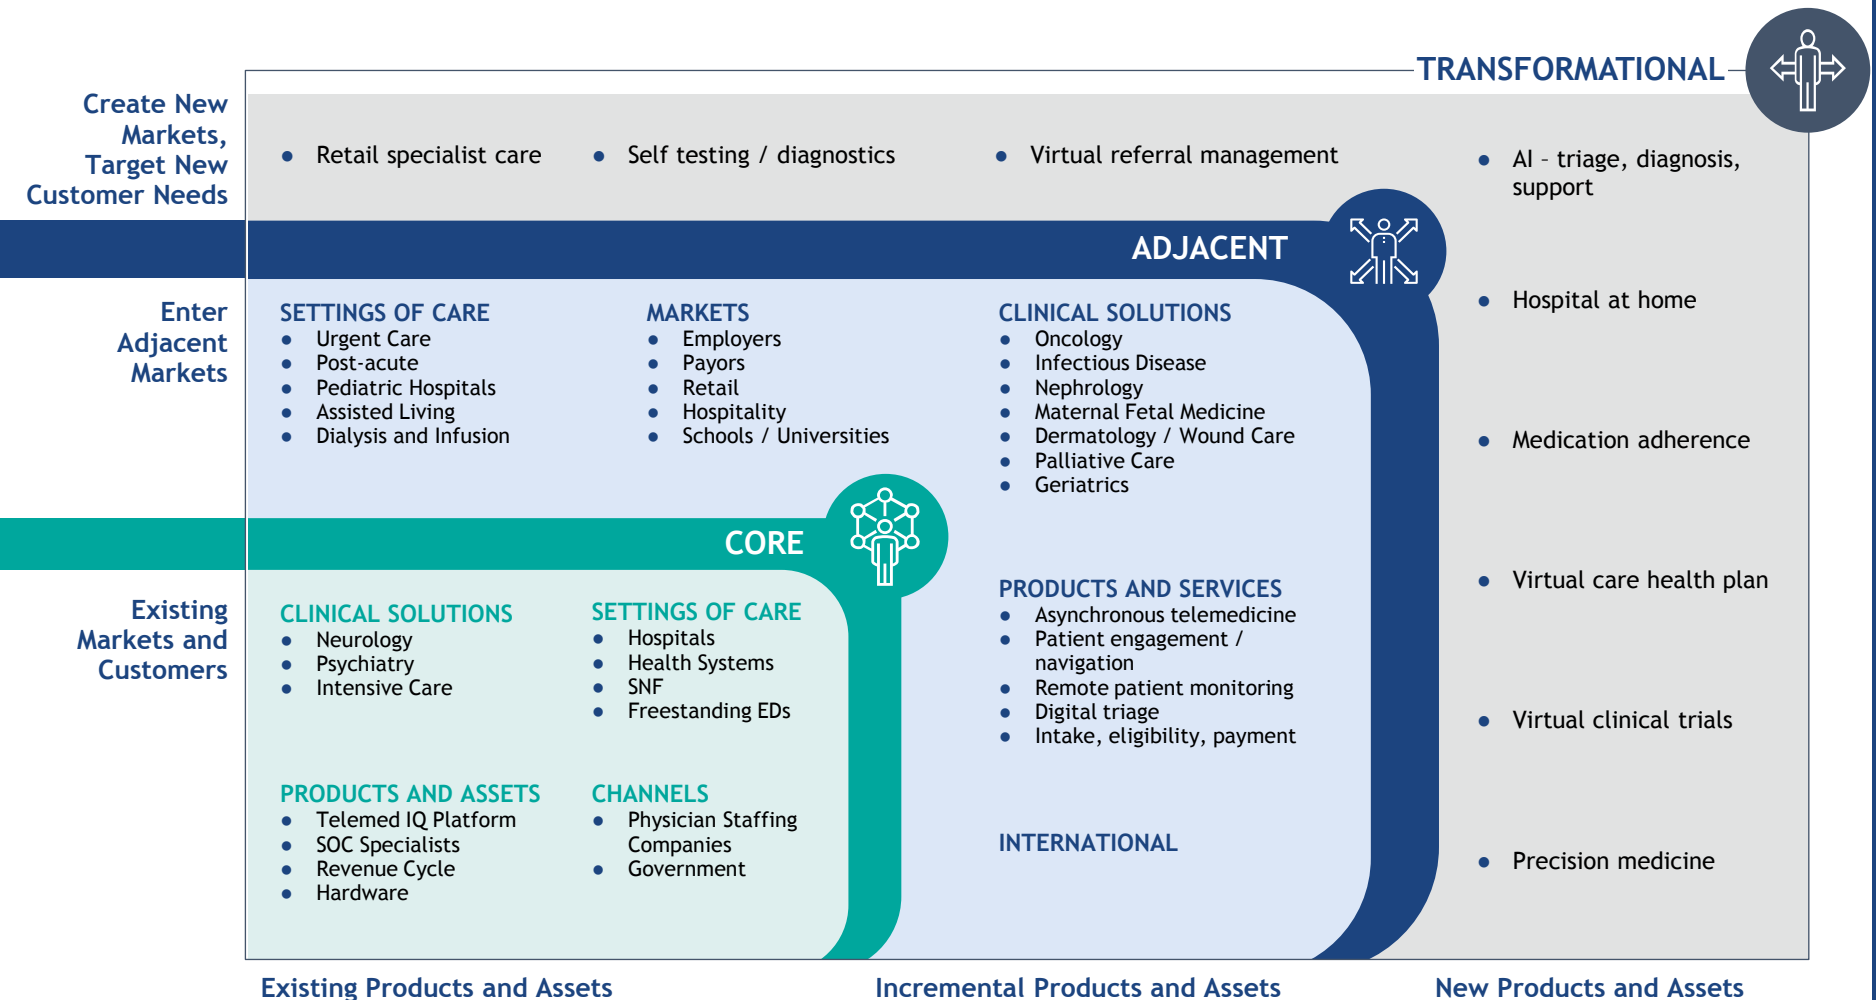 TRANSFORMATIONAL
Create New
Markets,
Target New
Customer Needs
● Retail specialist care
● Self testing / diagnostics
● Virtual referral management
● AI – triage, diagnosis,
support
● Hospital at home
● Medication adherence
● Virtual care health plan
● Virtual clinical trials
● Precision medicine
ADJACENT
Enter
Adjacent
Markets
SETTINGS OF CARE
● Urgent Care
● Post-acute
● Pediatric Hospitals
● Assisted Living
● Dialysis and Infusion
MARKETS
● Employers
● Payors
● Retail
● Hospitality
● Schools / Universities
CLINICAL SOLUTIONS
● Oncology
● Infectious Disease
● Nephrology
● Maternal Fetal Medicine
● Dermatology / Wound Care
● Palliative Care
● Geriatrics
PRODUCTS AND SERVICES
● Asynchronous telemedicine
● Patient engagement /
navigation
● Remote patient monitoring
● Digital triage
● Intake, eligibility, payment
INTERNATIONAL
CORE
Existing
Markets and
Customers
CLINICAL SOLUTIONS
● Neurology
● Psychiatry
● Intensive Care
SETTINGS OF CARE
● Hospitals
● Health Systems
● SNF
● Freestanding EDs
PRODUCTS AND ASSETS
● Telemed IQ Platform
● SOC Specialists
● Revenue Cycle
● Hardware
CHANNELS
● Physician Staffing
Companies
● Government
Existing Products and Assets
Incremental Products and Assets
New Products and Assets